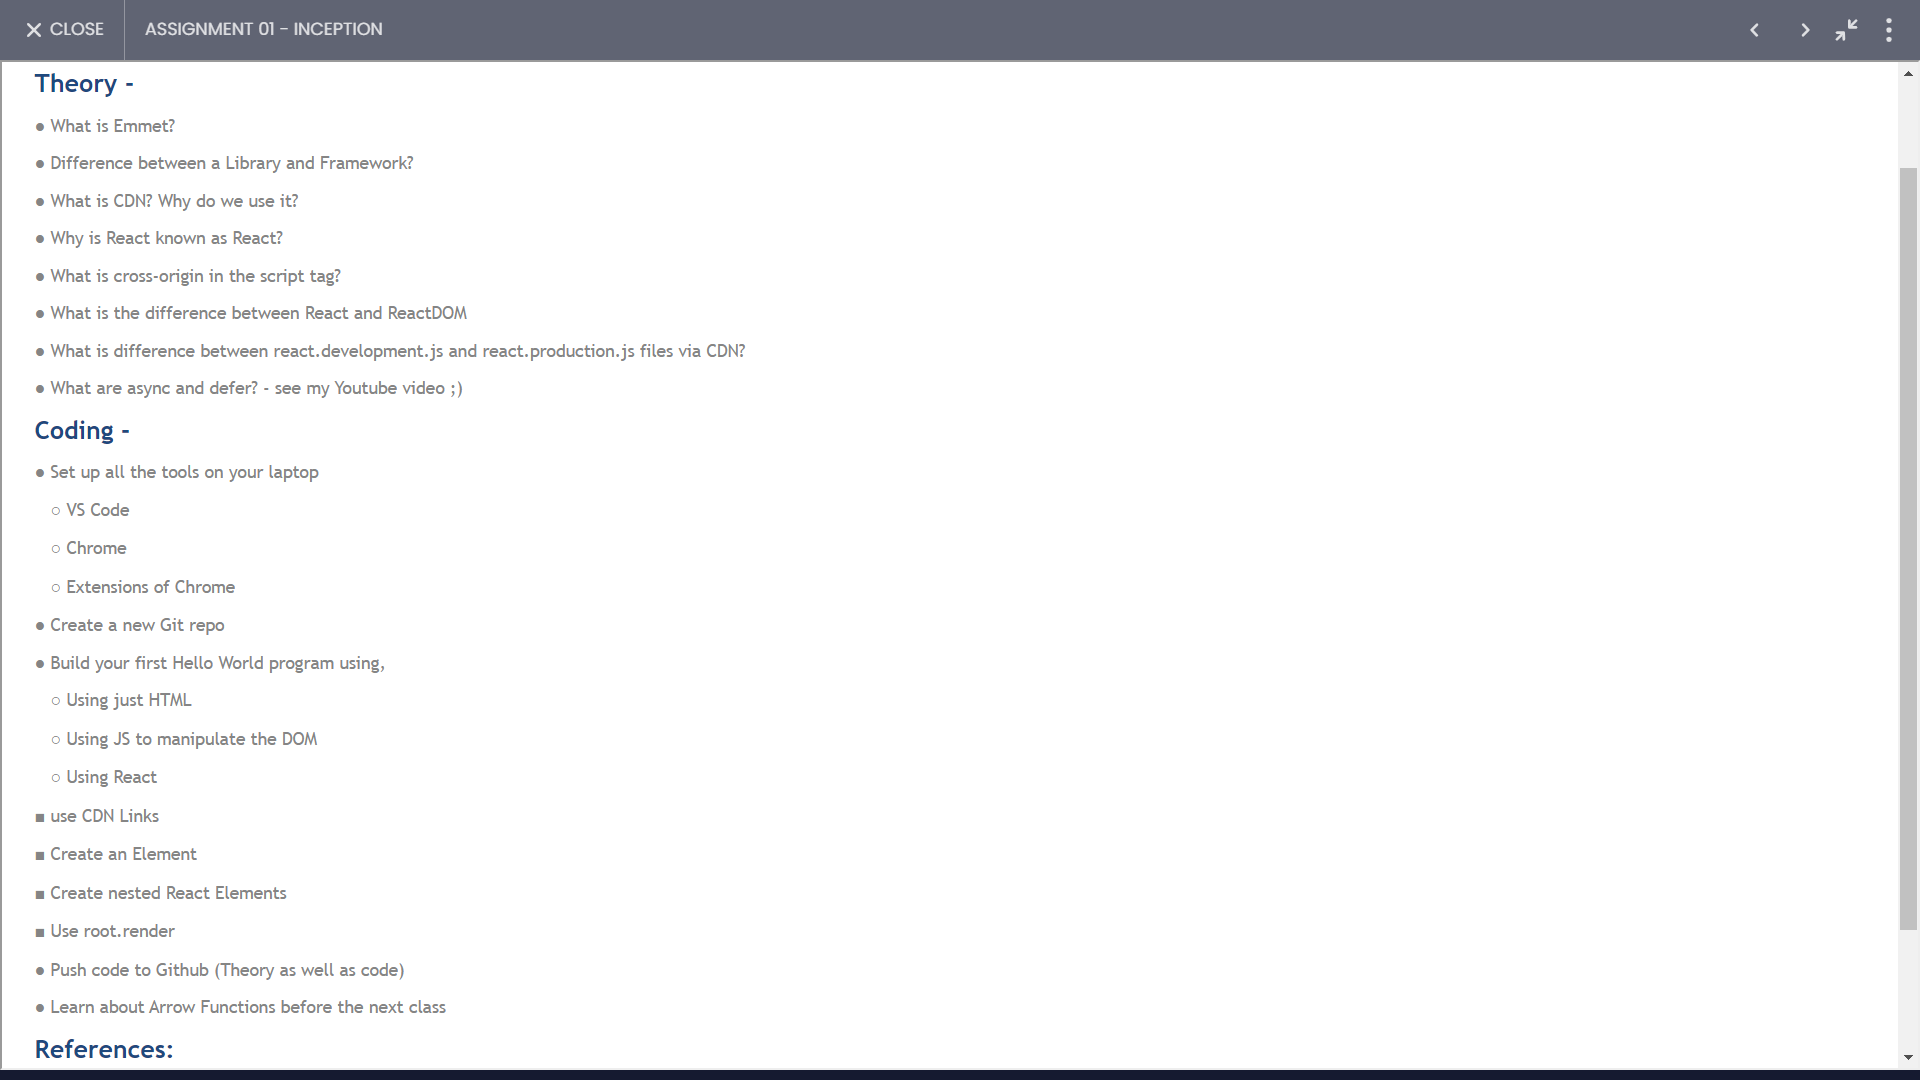 CLOSE
ASSIGNMENT 01 - INCEPTION
Theory -
● What is Emmet?
● Difference between a Library and Framework?
● What is CDN? Why do we use it?
● Why is React known as React?
● What is cross-origin in the script tag?
● What is the difference between React and ReactDOM
● What is difference between react.development.js and react.production.js files via CDN?
● What are async and defer? - see my Youtube video ;)
Coding -
● Set up all the tools on your laptop
○ VS Code
○ Chrome
○ Extensions of Chrome
● Create a new Git repo
● Build your first Hello World program using,
○ Using just HTML
○ Using JS to manipulate the DOM
○ Using React
■ use CDN Links
■ Create an Element
■ Create nested React Elements
■ Use root.render
● Push code to Github (Theory as well as code)
● Learn about Arrow Functions before the next class
References: